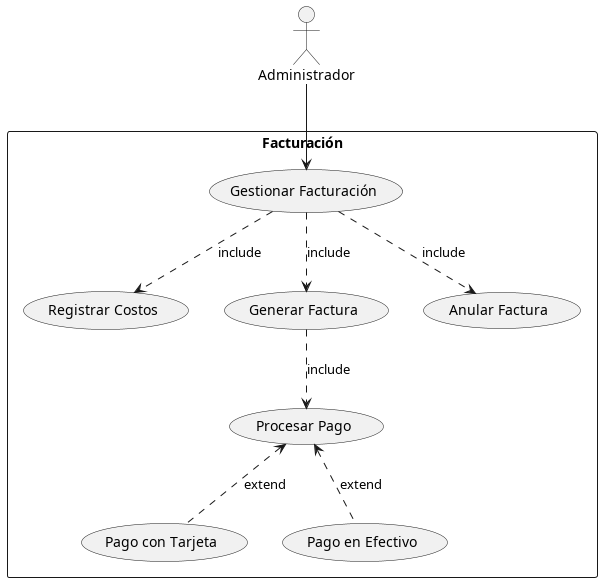 Administrador
Facturación
Gestionar Facturación
include
include
include
Registrar Costos
Generar Factura
Anular Factura
include
Procesar Pago
extend
extend
Pago con Tarjeta
Pago en Efectivo